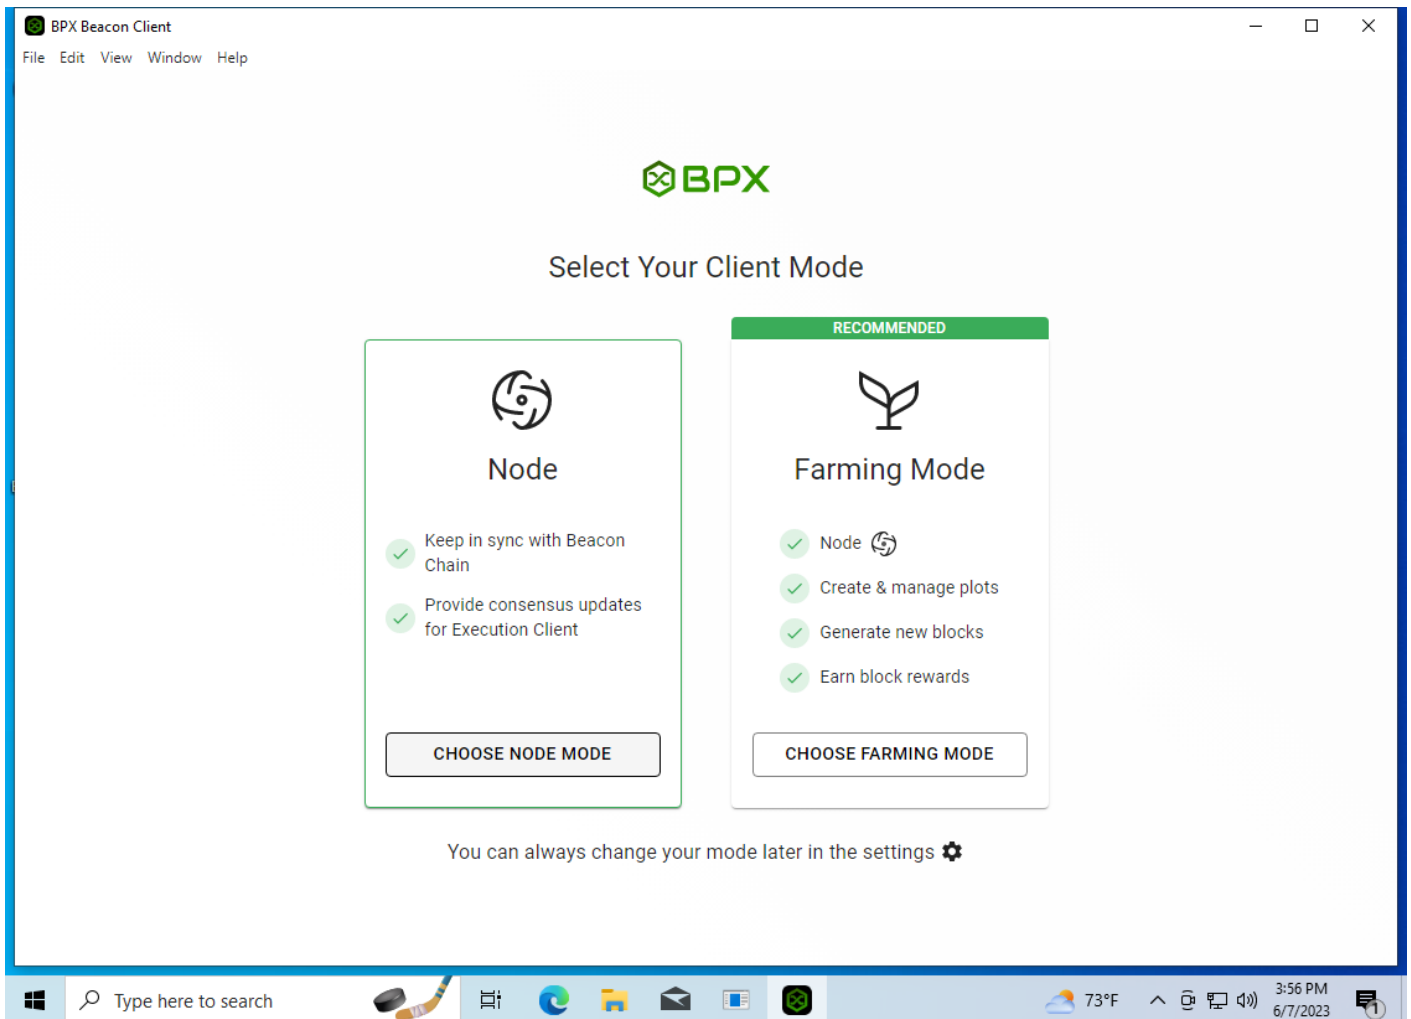 BPX Beacon Client
File Edit View Window Help
BPX
Select Your Client Mode
Node
Keep in sync with Beacon
Chain
Provide consensus updates
for Execution Client
CHOOSE NODE MODE
RECOMMENDED
Farming Mode
Node
Create & manage plots
Generate new blocks
Earn block rewards
CHOOSE FARMING MODE
You can always change your mode later in the settings
Type here to search
73°F
3:56 PM
6/7/2023
1